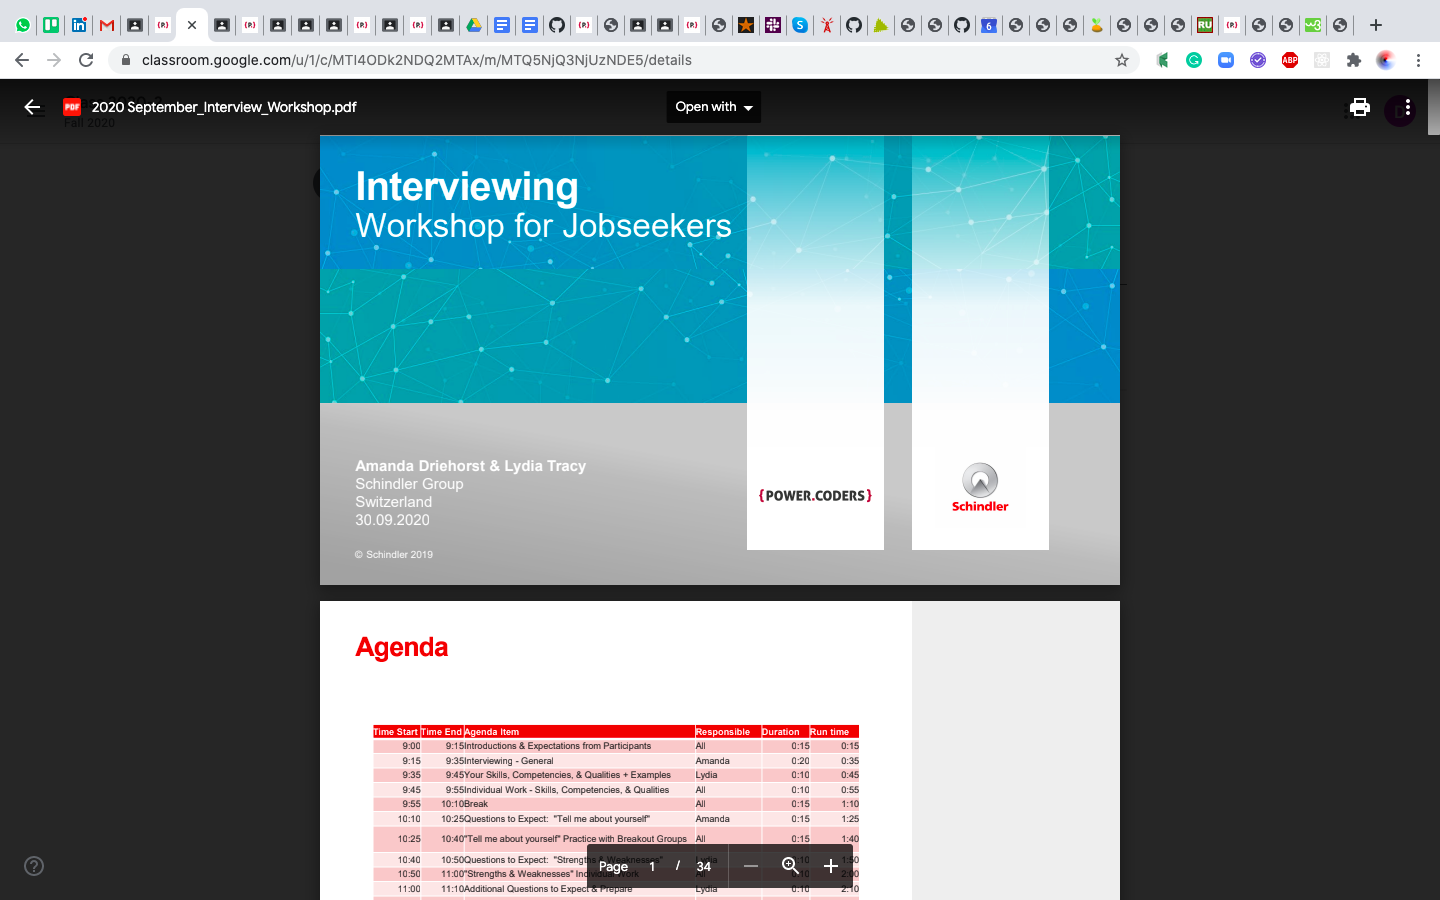 classroom.google.com/u/1/c/MTI4ODk2NDQ2MTAx/m/MTQ5NjQ3NjUzNDE5/details
PDF 2020 September_Interview_Workshop.pdf Open with
Fall 2020
Interviewing
Workshop for Jobseekers
Amanda Driehorst & Lydia Tracy
Schindler Group
Switzerland
30.09.2020
© Schindler 2019
{POWER.CODERS}
Schindler
Agenda
Time Start Time End Agenda Item Responsible Duration Run time
9:00 9:15 Introductions & Expectations from Participants All 0:15 0:15
9:15 9:35 Interviewing - General Amanda 0:20 0:35
9:35 9:45 Your Skills, Competencies, & Qualities + Examples Lydia 0:10 0:45
9:45 9:55 Individual Work - Skills, Competencies, & Qualities All 0:10 0:55
9:55 10:10 Break All 0:15 1:10
10:10 10:25 Questions to Expect: "Tell me about yourself" Amanda 0:15 1:25
10:25 10:40 "Tell me about yourself" Practice with Breakout Groups All 0:15 1:40
10:40 10:50 Questions to Expect: "Strengths & Weaknesses" Lydia 0:10 1:50
10:50 11:00 "Strengths & Weaknesses" Individual Work All 0:10 2:00
11:00 11:10 Additional Questions to Expect & Prepare Lydia 0:10 2:10
Page 1 / 34